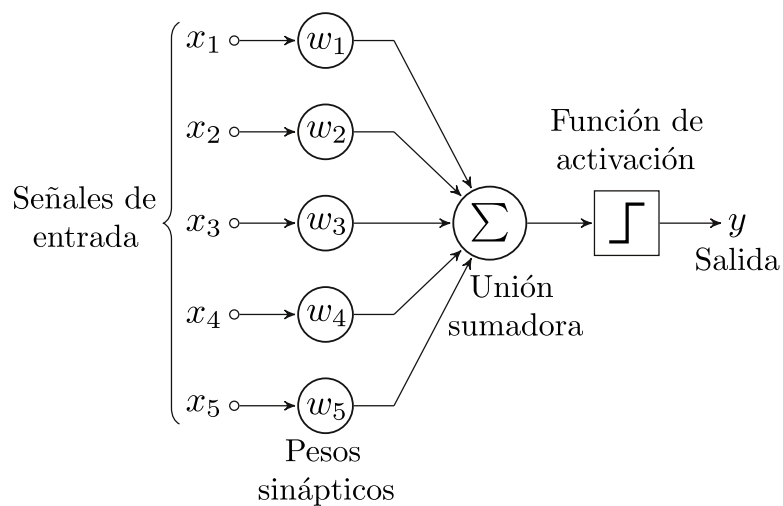 x₁ w₁
x₂ w₂
Función de
activación
Señales de
entrada
x₃ w₃ Σ y
Salida
Unión
sumadora
x₄ w₄
x₅ w₅
Pesos
sinápticos